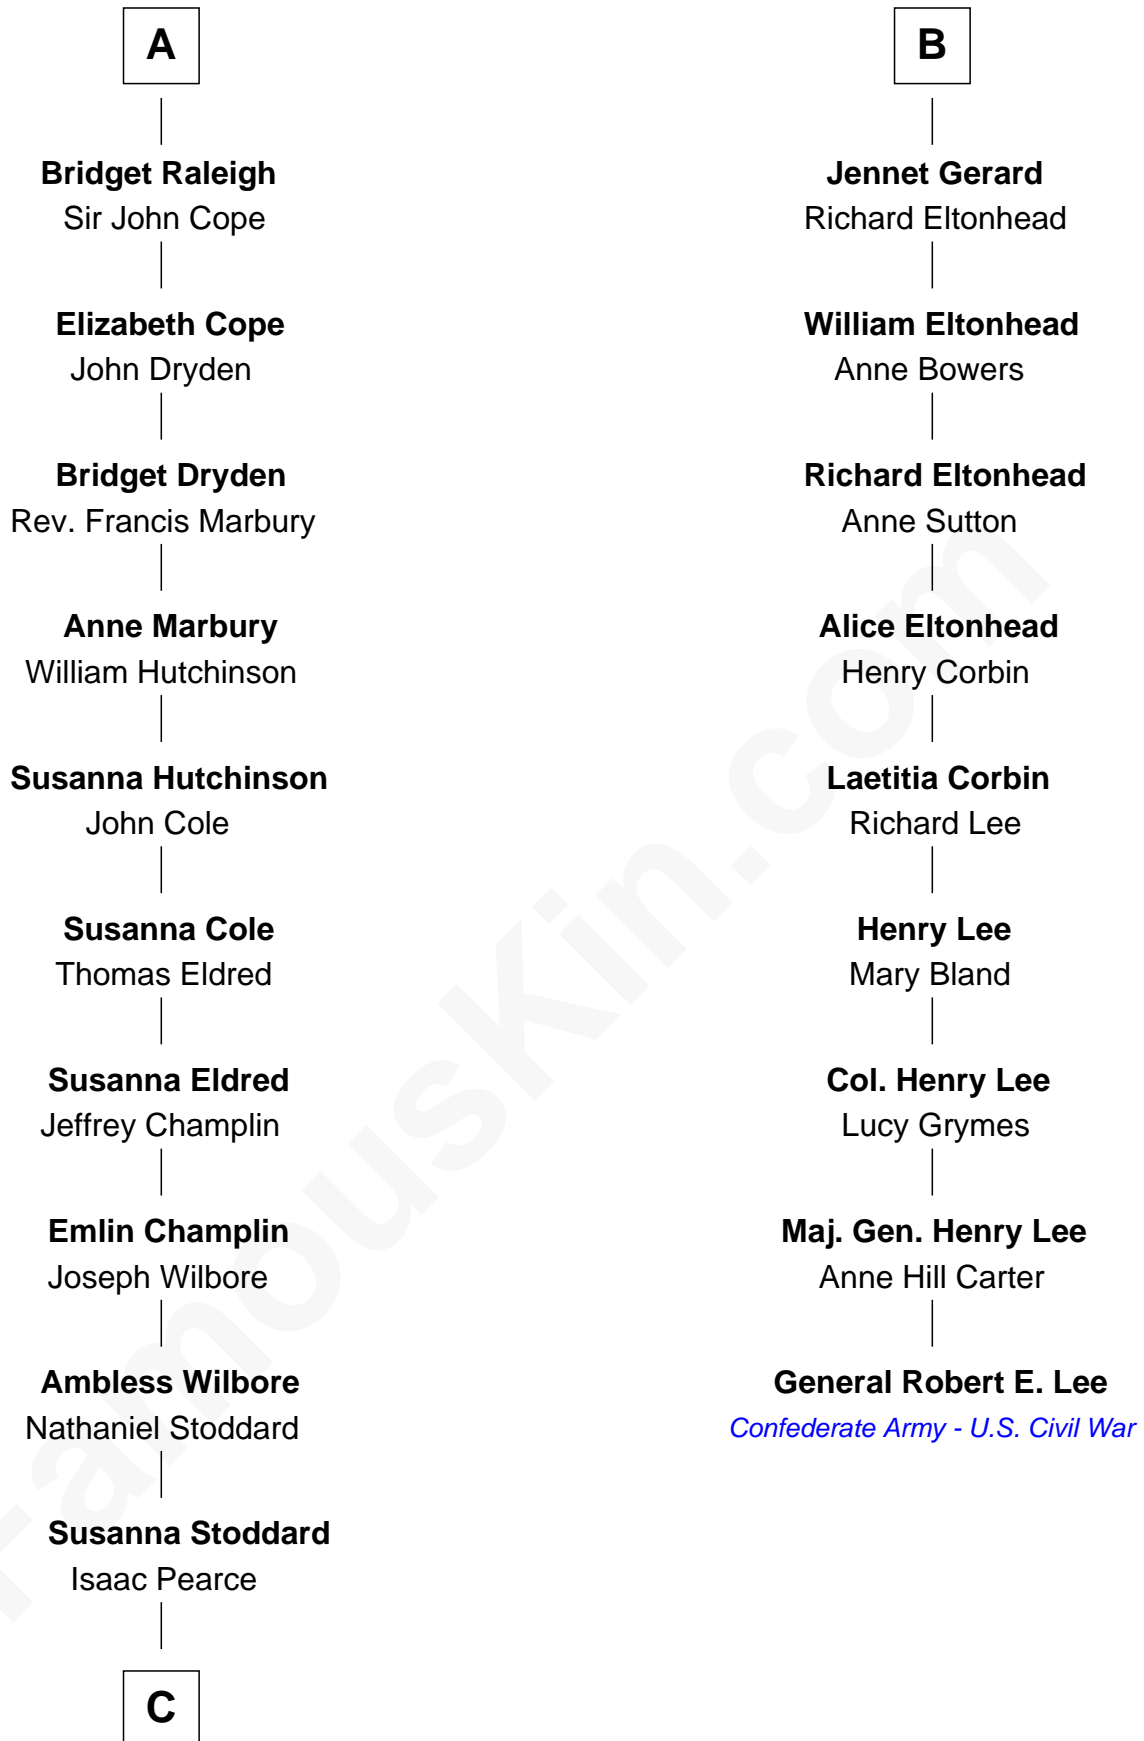 A
Bridget Raleigh
Sir John Cope
Elizabeth Cope
John Dryden
Bridget Dryden
Rev. Francis Marbury
Anne Marbury
William Hutchinson
Susanna Hutchinson
John Cole
Susanna Cole
Thomas Eldred
Susanna Eldred
Jeffrey Champlin
Emlin Champlin
Joseph Wilbore
Ambless Wilbore
Nathaniel Stoddard
Susanna Stoddard
Isaac Pearce
C
B
Jennet Gerard
Richard Eltonhead
William Eltonhead
Anne Bowers
Richard Eltonhead
Anne Sutton
Alice Eltonhead
Henry Corbin
Laetitia Corbin
Richard Lee
Henry Lee
Mary Bland
Col. Henry Lee
Lucy Grymes
Maj. Gen. Henry Lee
Anne Hill Carter
General Robert E. Lee
Confederate Army - U.S. Civil War
FamousKin.com